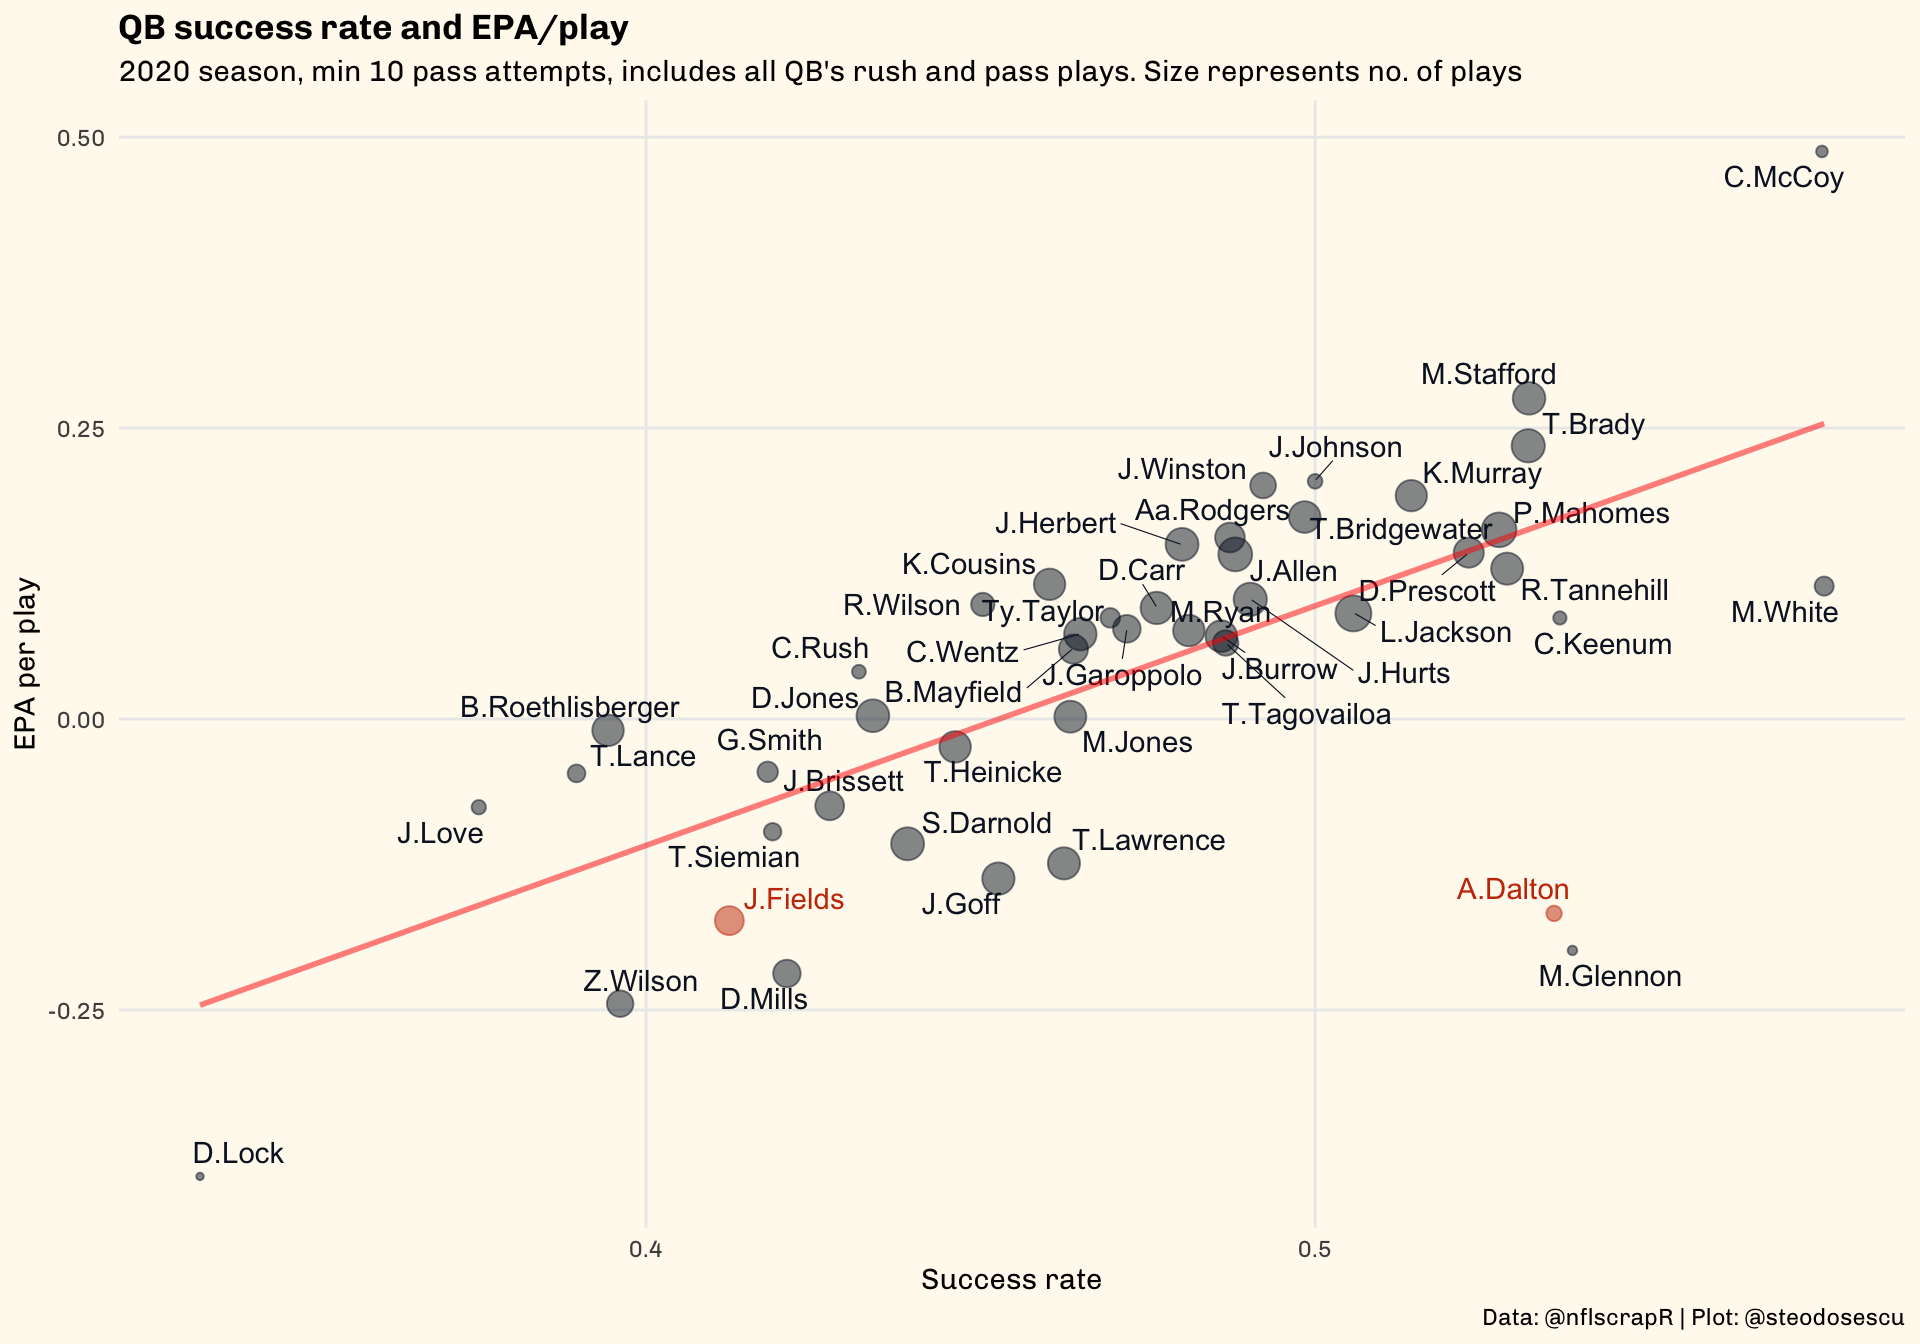 QB success rate and EPA/play
2020 season, min 10 pass attempts, includes all QB's rush and pass plays. Size represents no. of plays
0.50
C.McCoy
M.Stafford
0.25
T.Brady
J.Johnson
J.Winston
K.Murray
Aa.Rodgers
P.Mahomes
J.Herbert
T.Bridgewater
K.Cousins
D.Carr
J.Allen
D.Prescott
R.Tannehill
R.Wilson
Ty.Taylor
M.Ryan
M.White
L.Jackson
C.Keenum
C.Rush
C.Wentz
J.Garoppolo
J.Burrow
J.Hurts
EPA per play
D.Jones
B.Mayfield
B.Roethlisberger
T.Tagovailoa
0.00
G.Smith
M.Jones
T.Lance
J.Brissett
T.Heinicke
J.Love
S.Darnold
T.Lawrence
T.Siemian
J.Fields
J.Goff
A.Dalton
Z.Wilson
D.Mills
M.Glennon
-0.25
D.Lock
0.4
0.5
Success rate
Data: @nflscrapR | Plot: @steodosescu